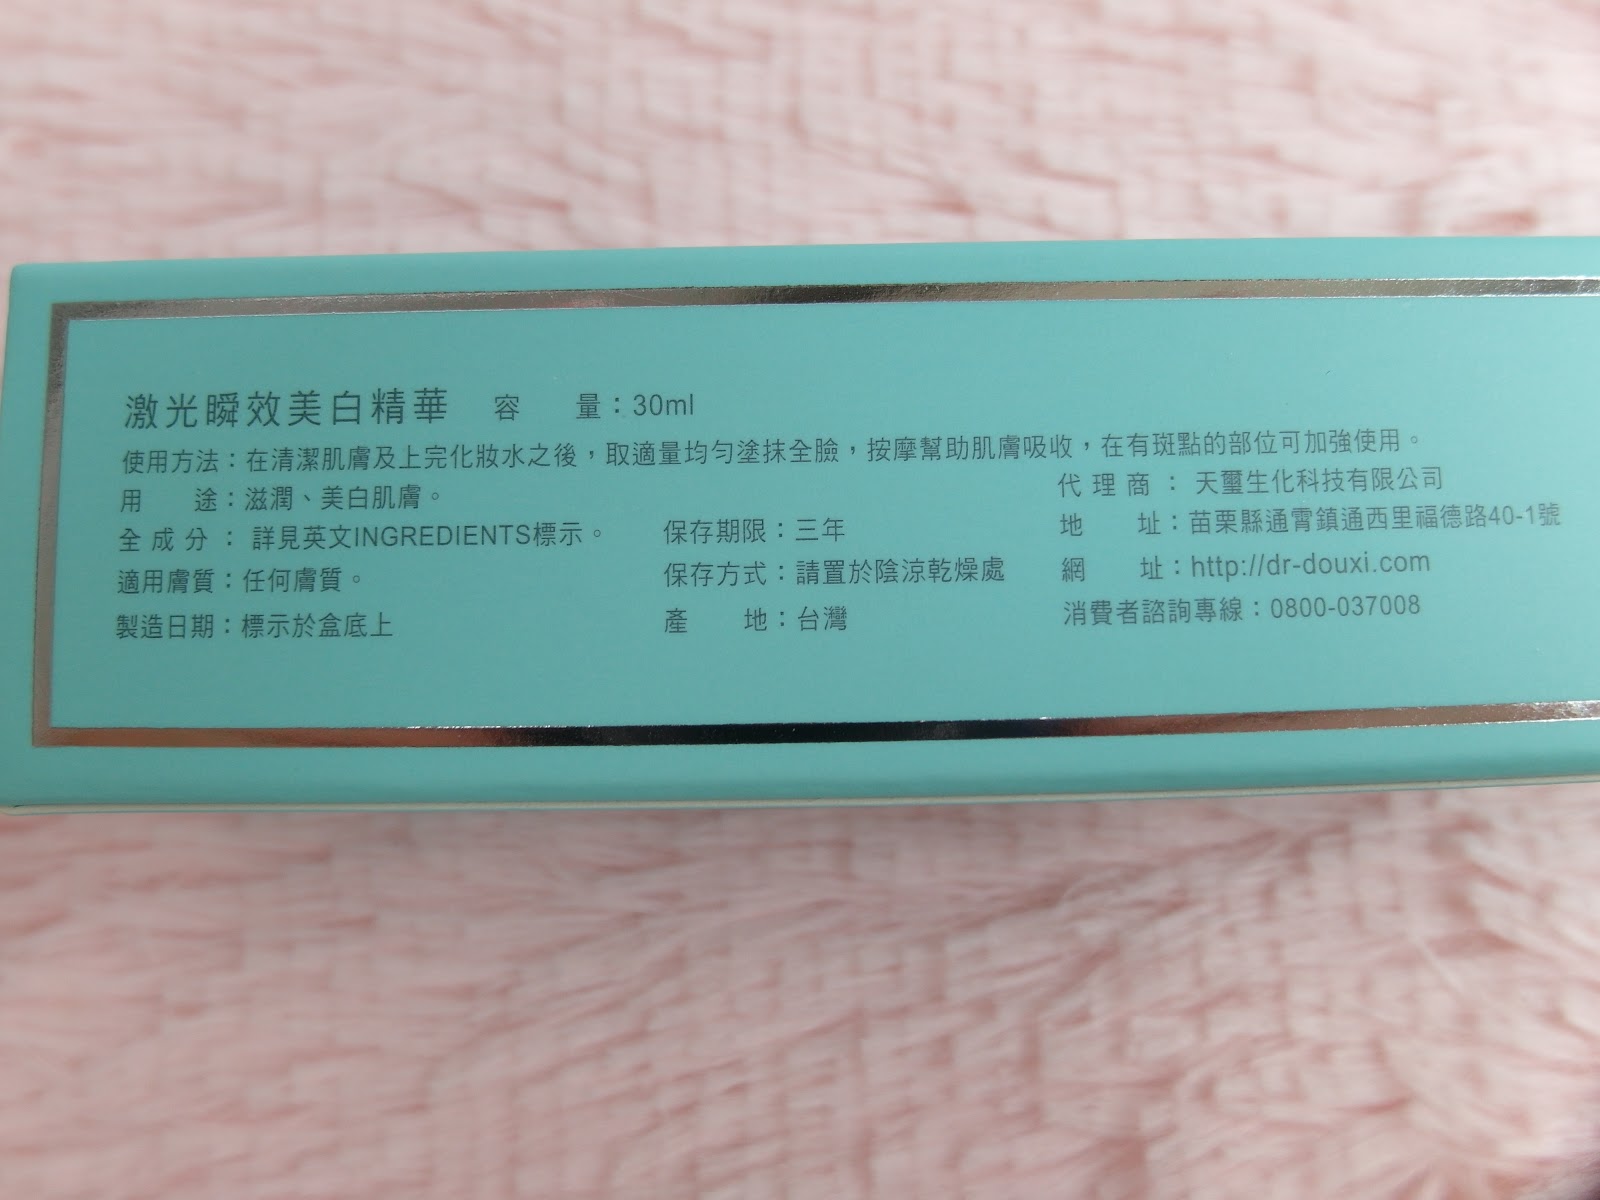 激光瞬效美白精華 容 量：30ml
使用方法：在清潔肌膚及上完化妝水之後，取適量均勻塗抹全臉，按摩幫助肌膚吸收，在有斑點的部位可加強使用。
用 途：滋潤、美白肌膚。
全成分：詳見英文INGREDIENTS標示。
適用膚質：任何膚質。
製造日期：標示於盒底上
保存期限：三年
保存方式：請置於陰涼乾燥處
產 地：台灣
代理商：天璽生化科技有限公司
地 址：苗栗縣通霄鎮通西里福德路40-1號
網 址：http://dr-douxi.com
消費者諮詢專線：0800-037008